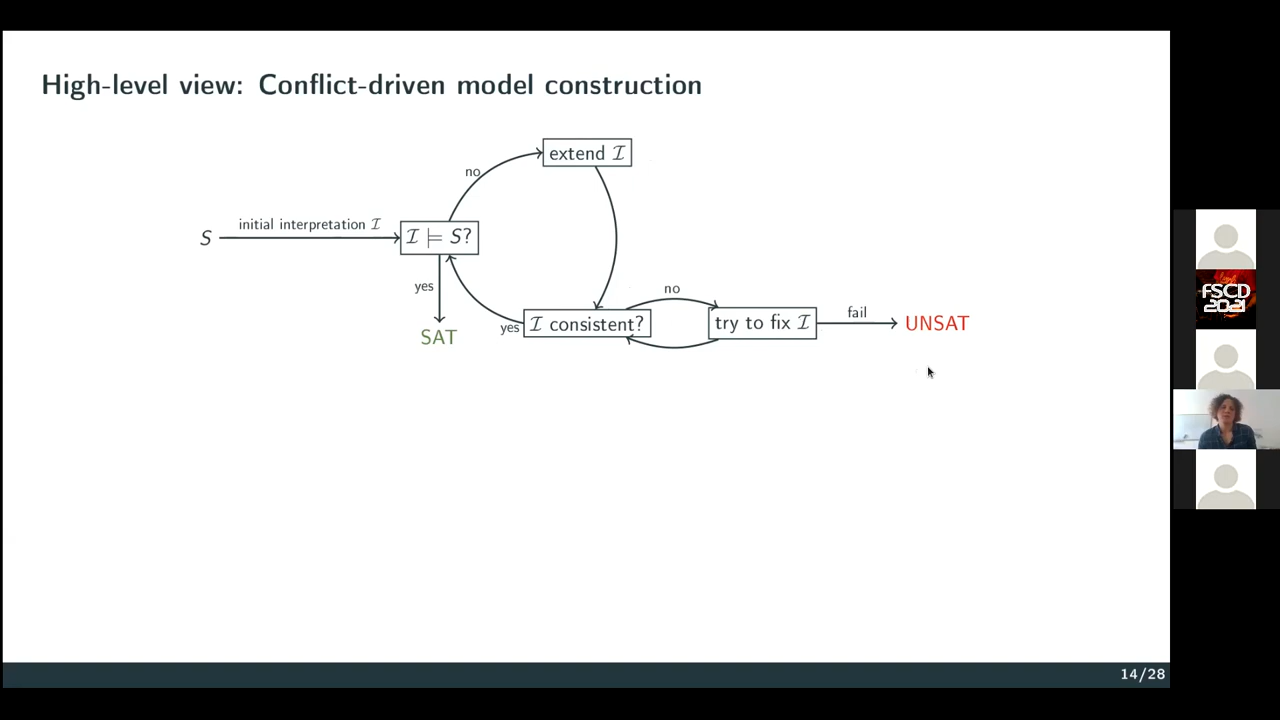 High-level view: Conflict-driven model construction
extend ℐ
no
initial interpretation ℐ
S
ℐ ⊨ S?
yes
SAT
yes
ℐ consistent?
no
try to fix ℐ
fail
UNSAT
FSCD
2021
14/28